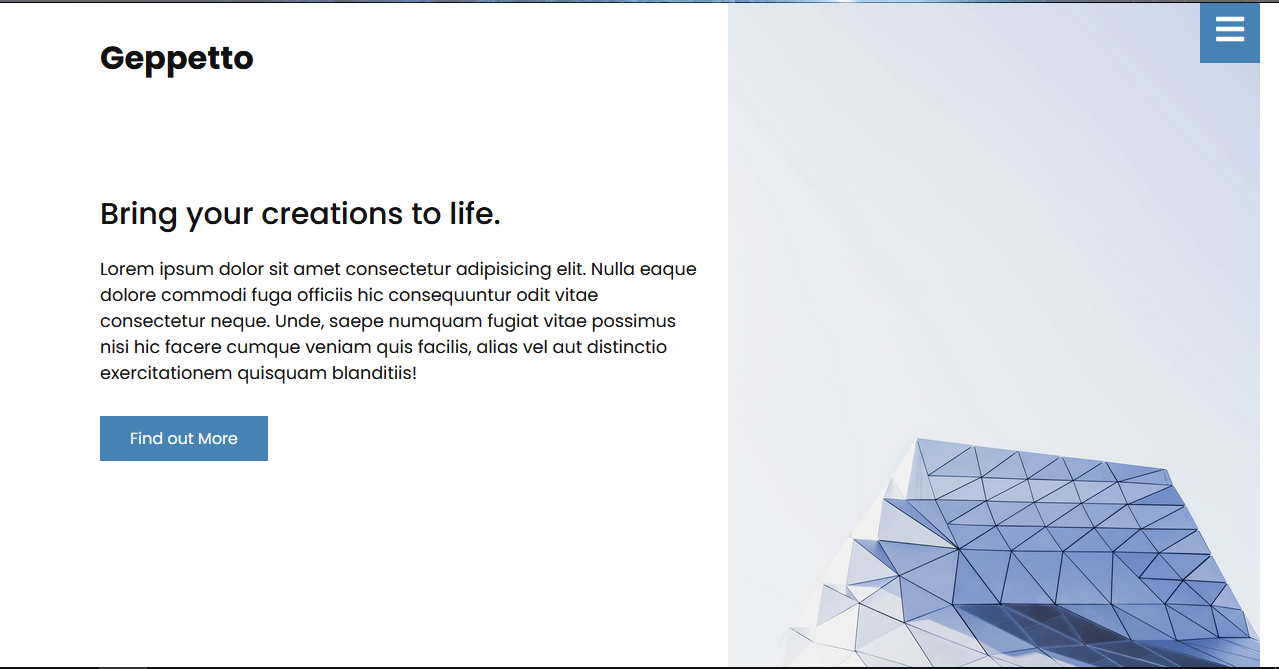 Geppetto
Bring your creations to life.
Lorem ipsum dolor sit amet consectetur adipisicing elit. Nulla eaque
dolore commodi fuga officiis hic consequuntur odit vitae
consectetur neque. Unde, saepe numquam fugiat vitae possimus
nisi hic facere cumque veniam quis facilis, alias vel aut distinctio
exercitationem quisquam blanditiis!
Find out More